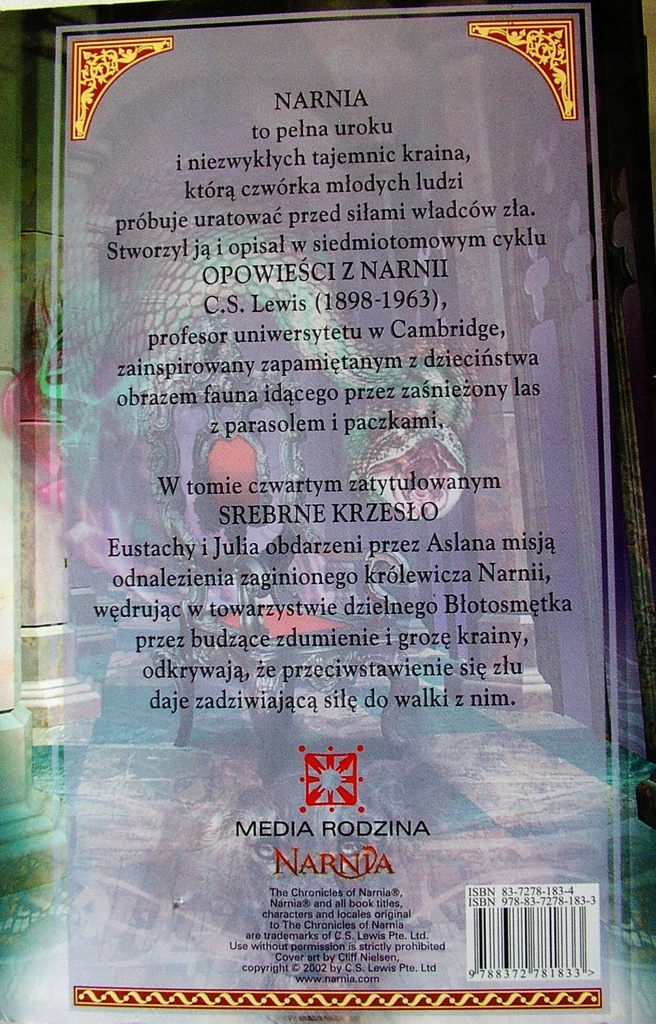 NARNIA
to pełna uroku
i niezwykłych tajemnic kraina,
którą czwórka młodych ludzi
próbuje uratować przed siłami władców zła.
Stworzył ją i opisał w siedmiotomowym cyklu
OPOWIEŚCI Z NARNII
C.S. Lewis (1898-1963),
profesor uniwersytetu w Cambridge,
zainspirowany zapamiętanym z dzieciństwa
obrazem fauna idącego przez zaśnieżony las
z parasolem i paczkami.
W tomie czwartym zatytułowanym
SREBRNE KRZESŁO
Eustachy i Julia obdarzeni przez Aslana misją
odnalezienia zaginionego królewicza Narnii,
wędrując w towarzystwie dzielnego Błotosmętka
przez budzące zdumienie i grozę krainy,
odkrywają, że przeciwstawienie się złu
daje zadziwiającą siłę do walki z nim.
MEDIA RODZINA
NARNIA
The Chronicles of Narnia®,
Narnia® and all book titles,
characters and locales original
to The Chronicles of Narnia
are trademarks of C.S. Lewis Pte. Ltd.
Use without permission is strictly prohibited
Cover art by Cliff Nielsen,
copyright © 2002 by C.S. Lewis Pte. Ltd
www.narnia.com
ISBN 83-7278-183-4
ISBN 978-83-7278-183-3
9 788372 781833 >